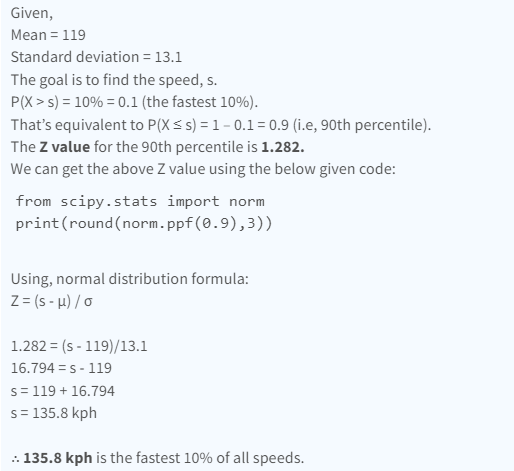 Given,
Mean = 119
Standard deviation = 13.1
The goal is to find the speed, s.
P(X > s) = 10% = 0.1 (the fastest 10%).
That’s equivalent to P(X ≤ s) = 1 – 0.1 = 0.9 (i.e, 90th percentile).
The Z value for the 90th percentile is 1.282.
We can get the above Z value using the below given code:
from scipy.stats import norm
print(round(norm.ppf(0.9),3))
Using, normal distribution formula:
Z = (s - μ) / σ
1.282 = (s - 119)/13.1
16.794 = s - 119
s = 119 + 16.794
s = 135.8 kph
∴ 135.8 kph is the fastest 10% of all speeds.